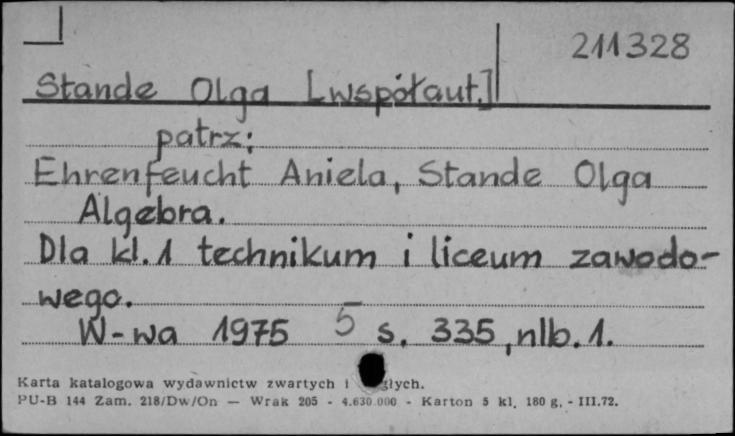 211328
Stande Olga [współaut.]
patrz:
Ehrenfeucht Aniela, Stande Olga
Algebra.
Dla kl. 1 technikum i liceum zawodo-
wego.
W-wa 1975 5 s. 335, nlb. 1.
Karta katalogowa wydawnictw zwartych i
PU-B 144 Zam. 218/Dw/On — Wrak 205 - 4.630.000 - Karton 5 kl. 180 g. - III.72.